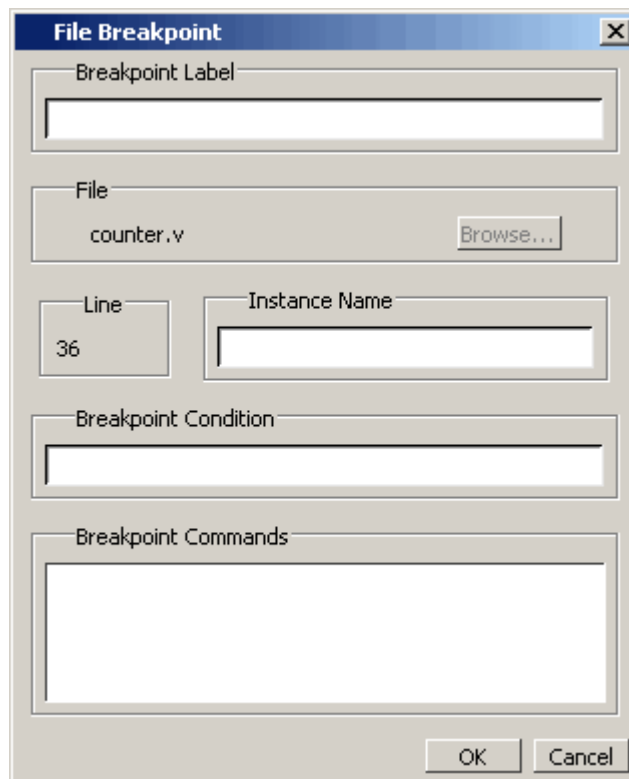 File Breakpoint
Breakpoint Label
File
counter.v
Browse...
Line
Instance Name
36
Breakpoint Condition
Breakpoint Commands
OK
Cancel